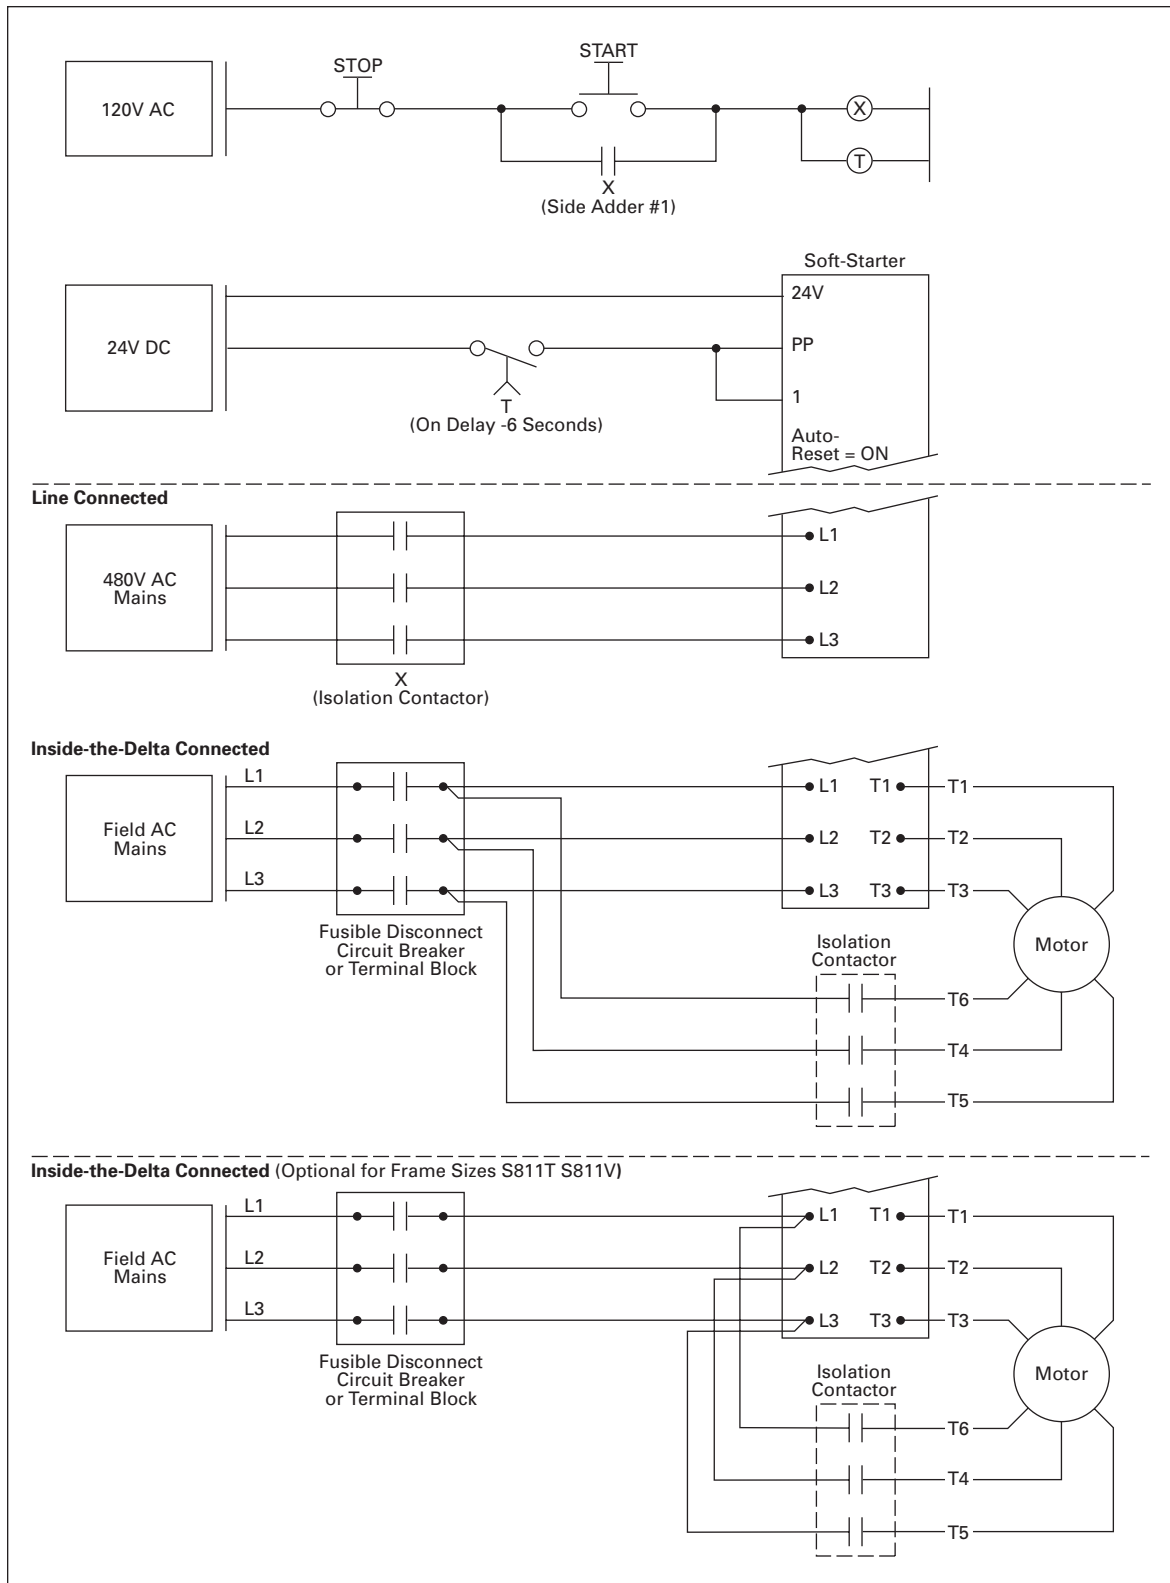 START
STOP
120V AC
X
T
X
(Side Adder #1)
Soft-Starter
24V
24V DC
PP
1
T
(On Delay -6 Seconds)
Auto-
Reset = ON
Line Connected
480V AC
Mains
L1
L2
L3
X
(Isolation Contactor)
Inside-the-Delta Connected
Field AC
Mains
L1
L2
L3
Fusible Disconnect
Circuit Breaker
or Terminal Block
L1 T1 T1
L2 T2 T2
L3 T3 T3
Motor
Isolation
Contactor
T6
T4
T5
Inside-the-Delta Connected (Optional for Frame Sizes S811T S811V)
Field AC
Mains
L1
L2
L3
Fusible Disconnect
Circuit Breaker
or Terminal Block
L1 T1 T1
L2 T2 T2
L3 T3 T3
Motor
Isolation
Contactor
T6
T4
T5